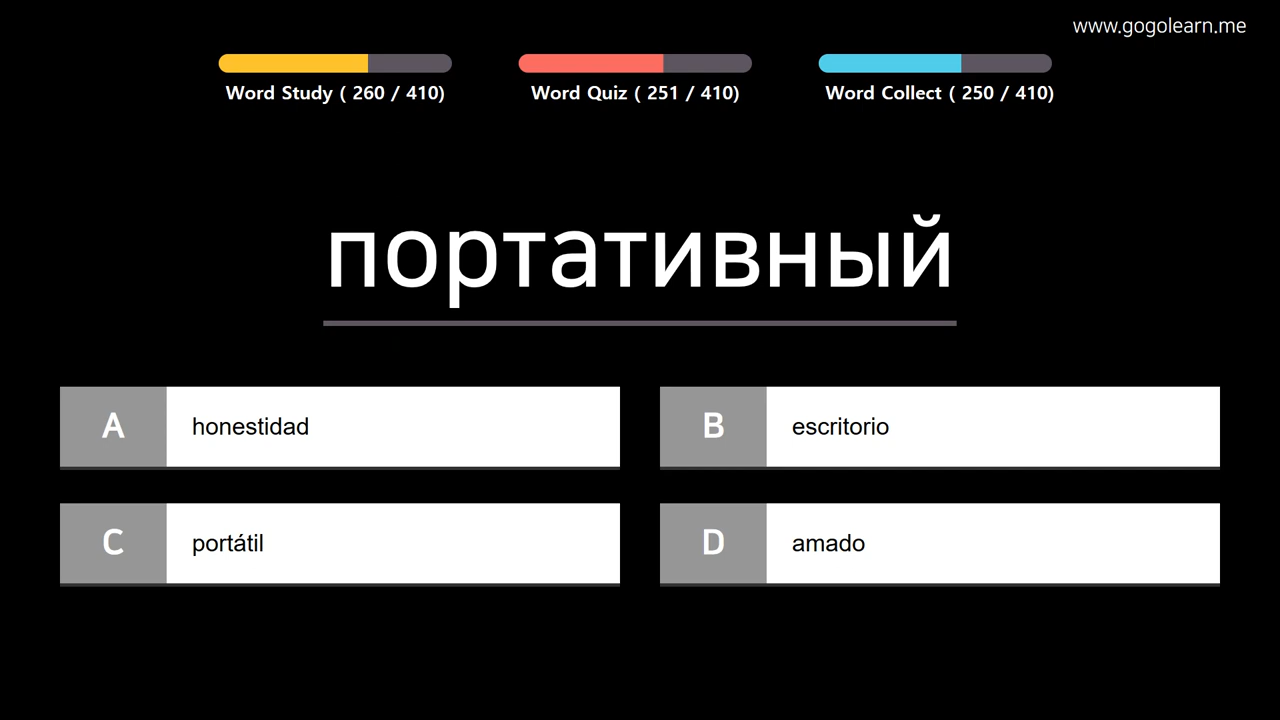 www.gogolearn.me
Word Study ( 260 / 410)
Word Quiz ( 251 / 410)
Word Collect ( 250 / 410)
портативный
A honestidad
B escritorio
C portátil
D amado